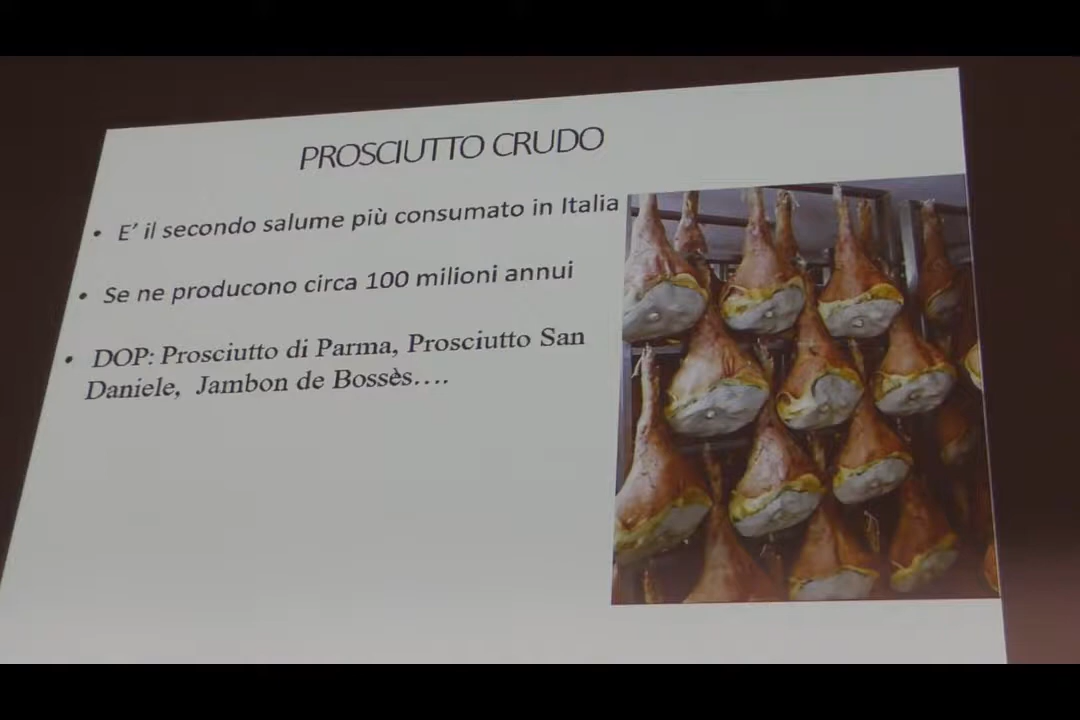 PROSCIUTTO CRUDO
• E’ il secondo salume più consumato in Italia
• Se ne producono circa 100 milioni annui
• DOP: Prosciutto di Parma, Prosciutto San
Daniele, Jambon de Bossès….